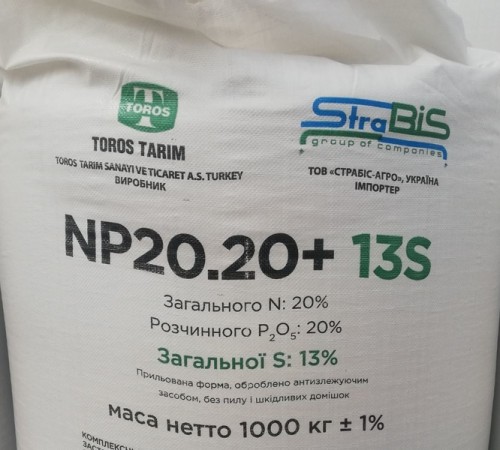 T
TOROS
TOROS TARIM
TOROS TARIM SANAYI VE TICARET A.S. TURKEY
ВИРОБНИК
StraBiS
group of companies
ТОВ «СТРАБІС-АГРО», УКРАЇНА
ІМПОРТЕР
NP20.20+ 13S
Загального N: 20%
Розчинного P₂O₅: 20%
Загальної S: 13%
Прильована форма, оброблено антизлежуючим
засобом, без пилу і шкідливих домішок
маса нетто 1000 кг ± 1%